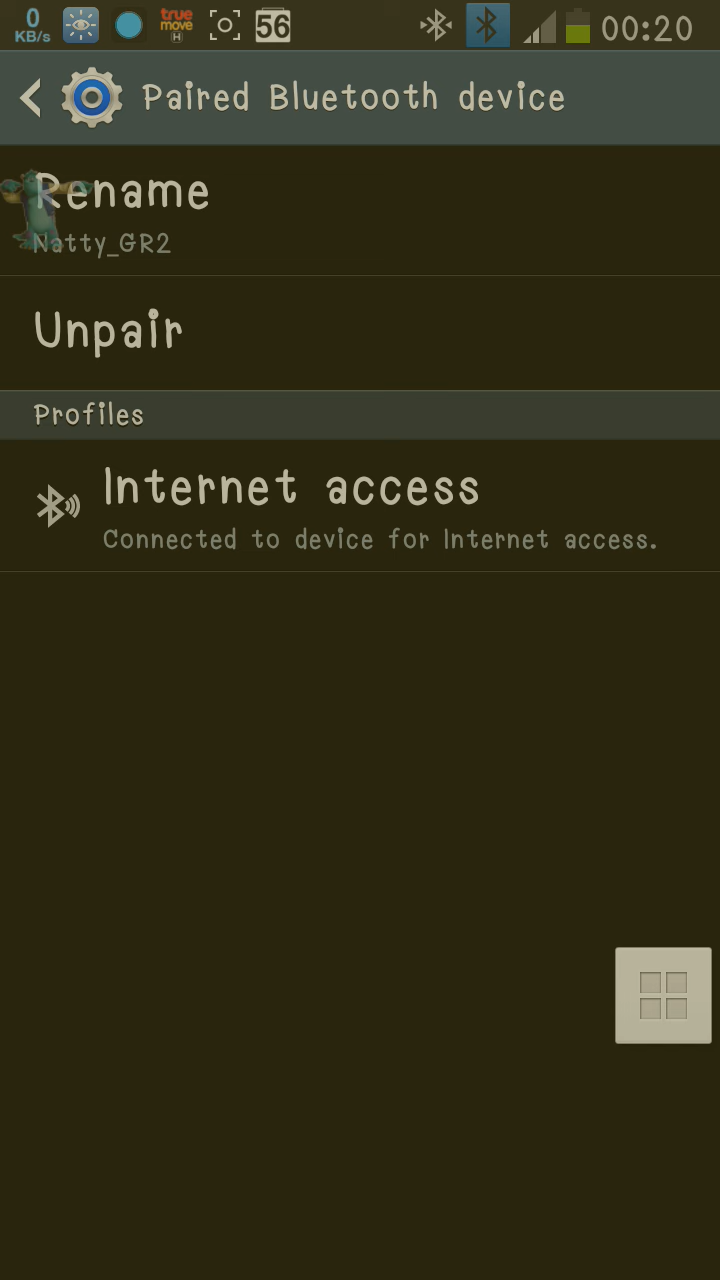 0 KB/s true move H 56 00:20
Paired Bluetooth device
Rename
Natty_GR2
Unpair
Profiles
Internet access
Connected to device for Internet access.